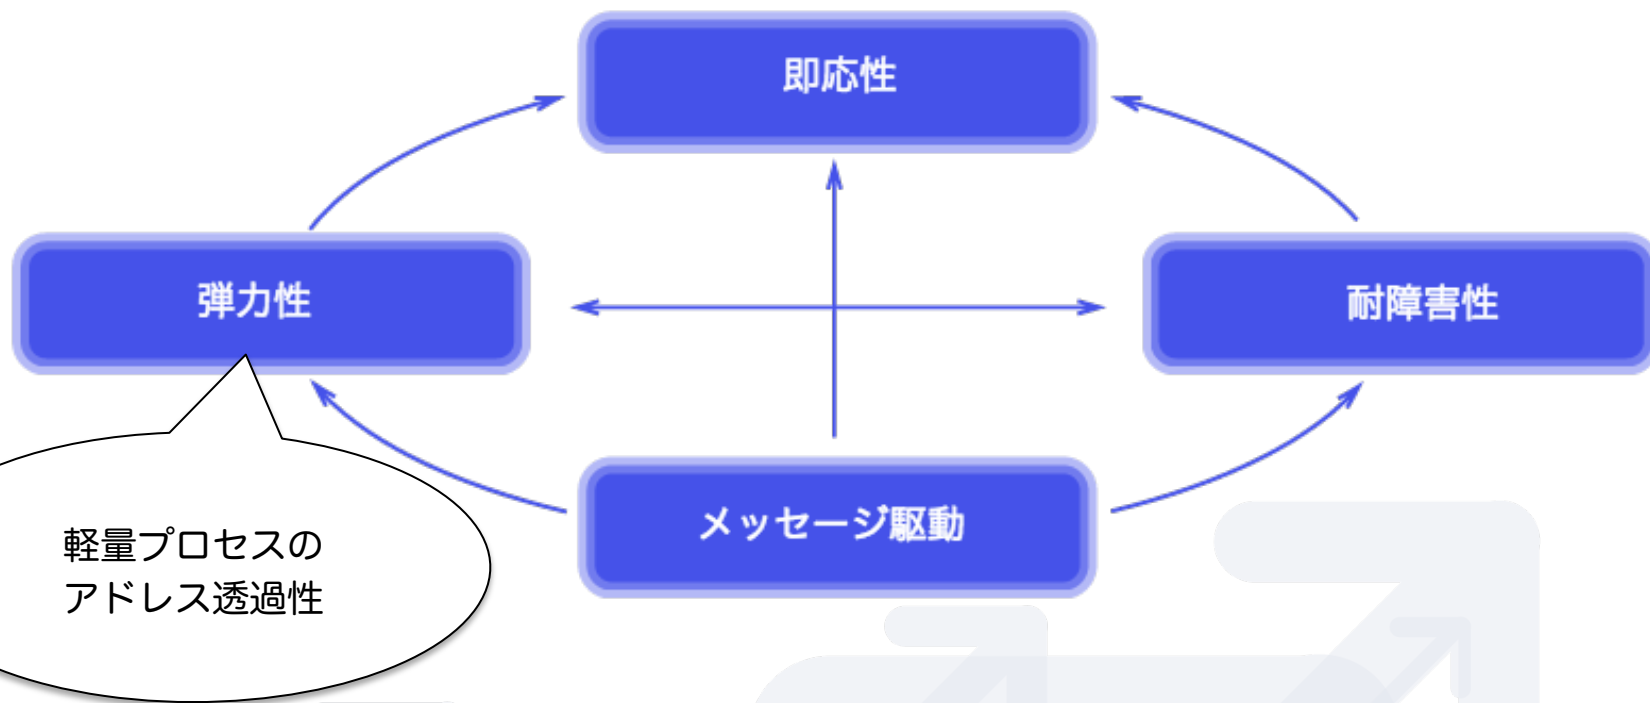 即応性
弾力性
耐障害性
メッセージ駆動
軽量プロセスの
アドレス透過性